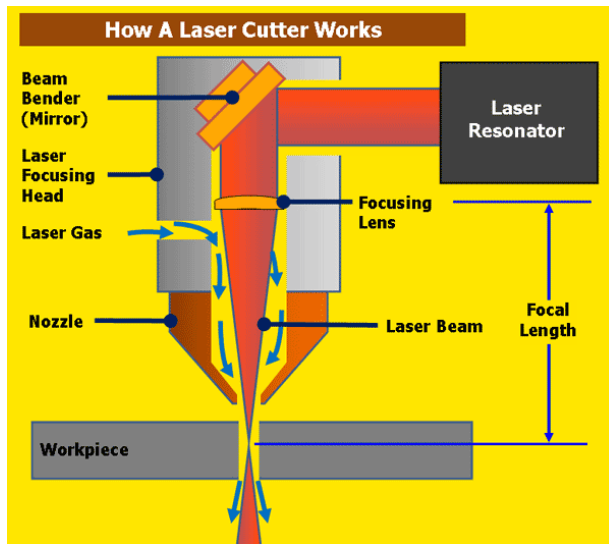 How A Laser Cutter Works
Beam
Bender
(Mirror)
Laser
Resonator
Laser
Focusing
Head
Focusing
Lens
Laser Gas
Focal
Length
Nozzle
Laser Beam
Workpiece